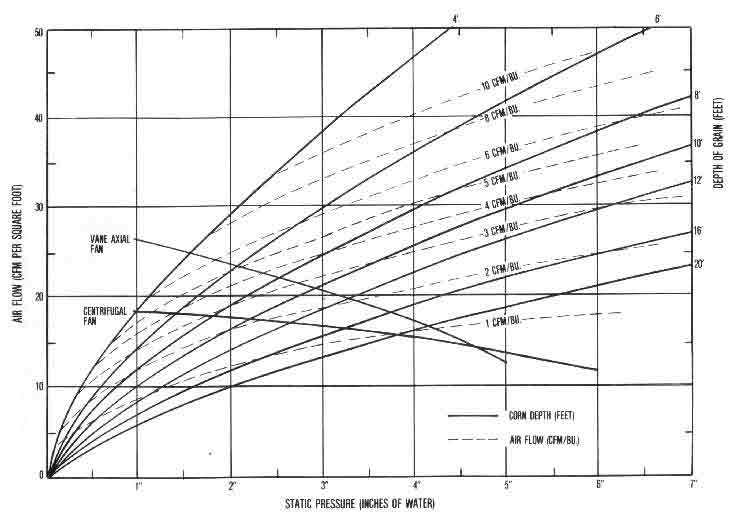 4'
6'
50
40
30
20
10
0
AIR FLOW (CFM PER SQUARE FOOT)
10 CFM/BU.
8 CFM/BU.
6 CFM/BU.
5 CFM/BU.
4 CFM/BU.
3 CFM/BU.
2 CFM/BU.
1 CFM/BU.
VANE AXIAL
FAN
CENTRIFUGAL
FAN
8'
10'
12'
16'
20'
DEPTH OF GRAIN (FEET)
CORN DEPTH (FEET)
AIR FLOW (CFM/BU.)
1"
2"
3"
4"
5"
6"
7"
STATIC PRESSURE (INCHES OF WATER)